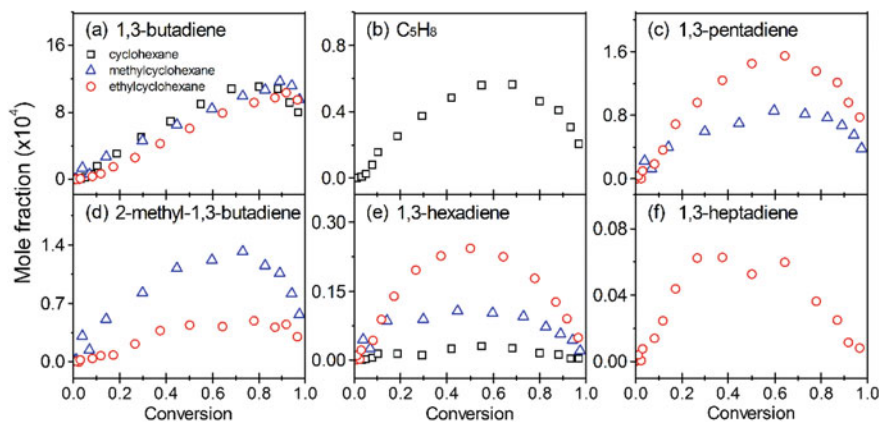 (a) 1,3-butadiene
(b) C₅H₈
(c) 1,3-pentadiene
cyclohexane
methylcyclohexane
ethylcyclohexane
16
12
8
4
0
0.8
0.4
0.0
1.6
0.8
0.0
Mole fraction (x10⁴)
(d) 2-methyl-1,3-butadiene
(e) 1,3-hexadiene
(f) 1,3-heptadiene
1.4
0.7
0.0
0.30
0.15
0.00
0.08
0.04
0.00
0.0 0.2 0.4 0.6 0.8 1.0
0.0 0.2 0.4 0.6 0.8 1.0
0.0 0.2 0.4 0.6 0.8 1.0
Conversion
Conversion
Conversion